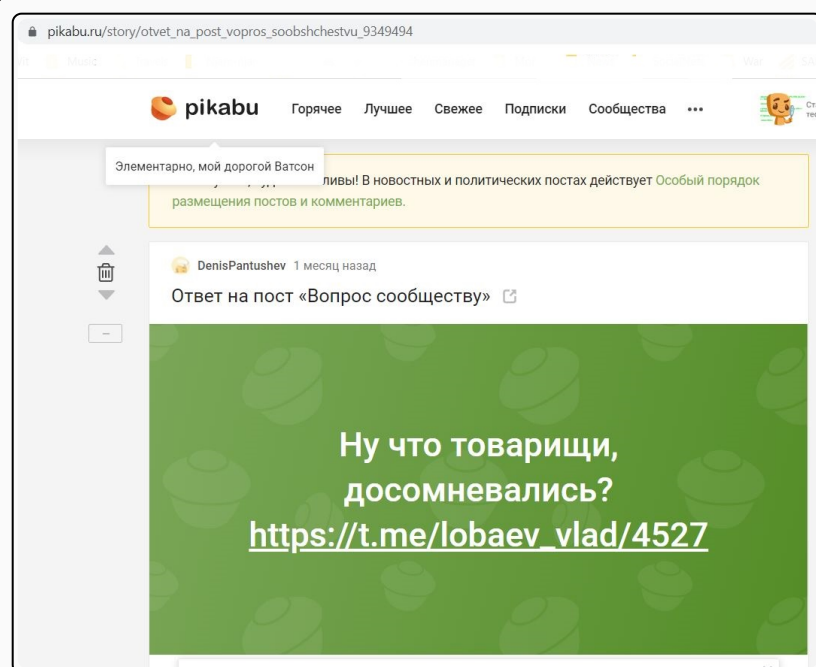 pikabu.ru/story/otvet_na_post_vopros_soobshchestvu_9349494
Music
War
pikabu Горячее Лучшее Свежее Подписки Сообщества •••
Элементарно, мой дорогой Ватсон
ливы! В новостных и политических постах действует Особый порядок
размещения постов и комментариев.
DenisPantushev 1 месяц назад
Ответ на пост «Вопрос сообществу»
Ну что товарищи,
досомневались?
https://t.me/lobaev_vlad/4527